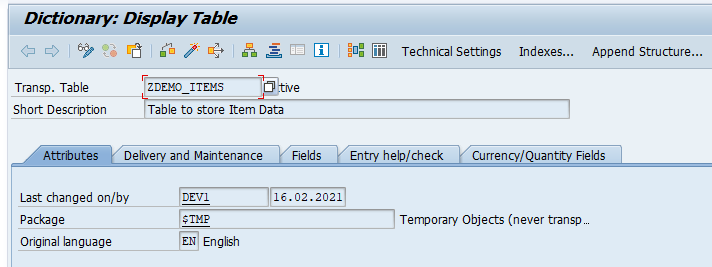 Dictionary: Display Table
Technical Settings Indexes... Append Structure...
Transp. Table ZDEMO_ITEMS tive
Short Description Table to store Item Data
Attributes Delivery and Maintenance Fields Entry help/check Currency/Quantity Fields
Last changed on/by DEV1 16.02.2021
Package $TMP Temporary Objects (never transp...
Original language EN English